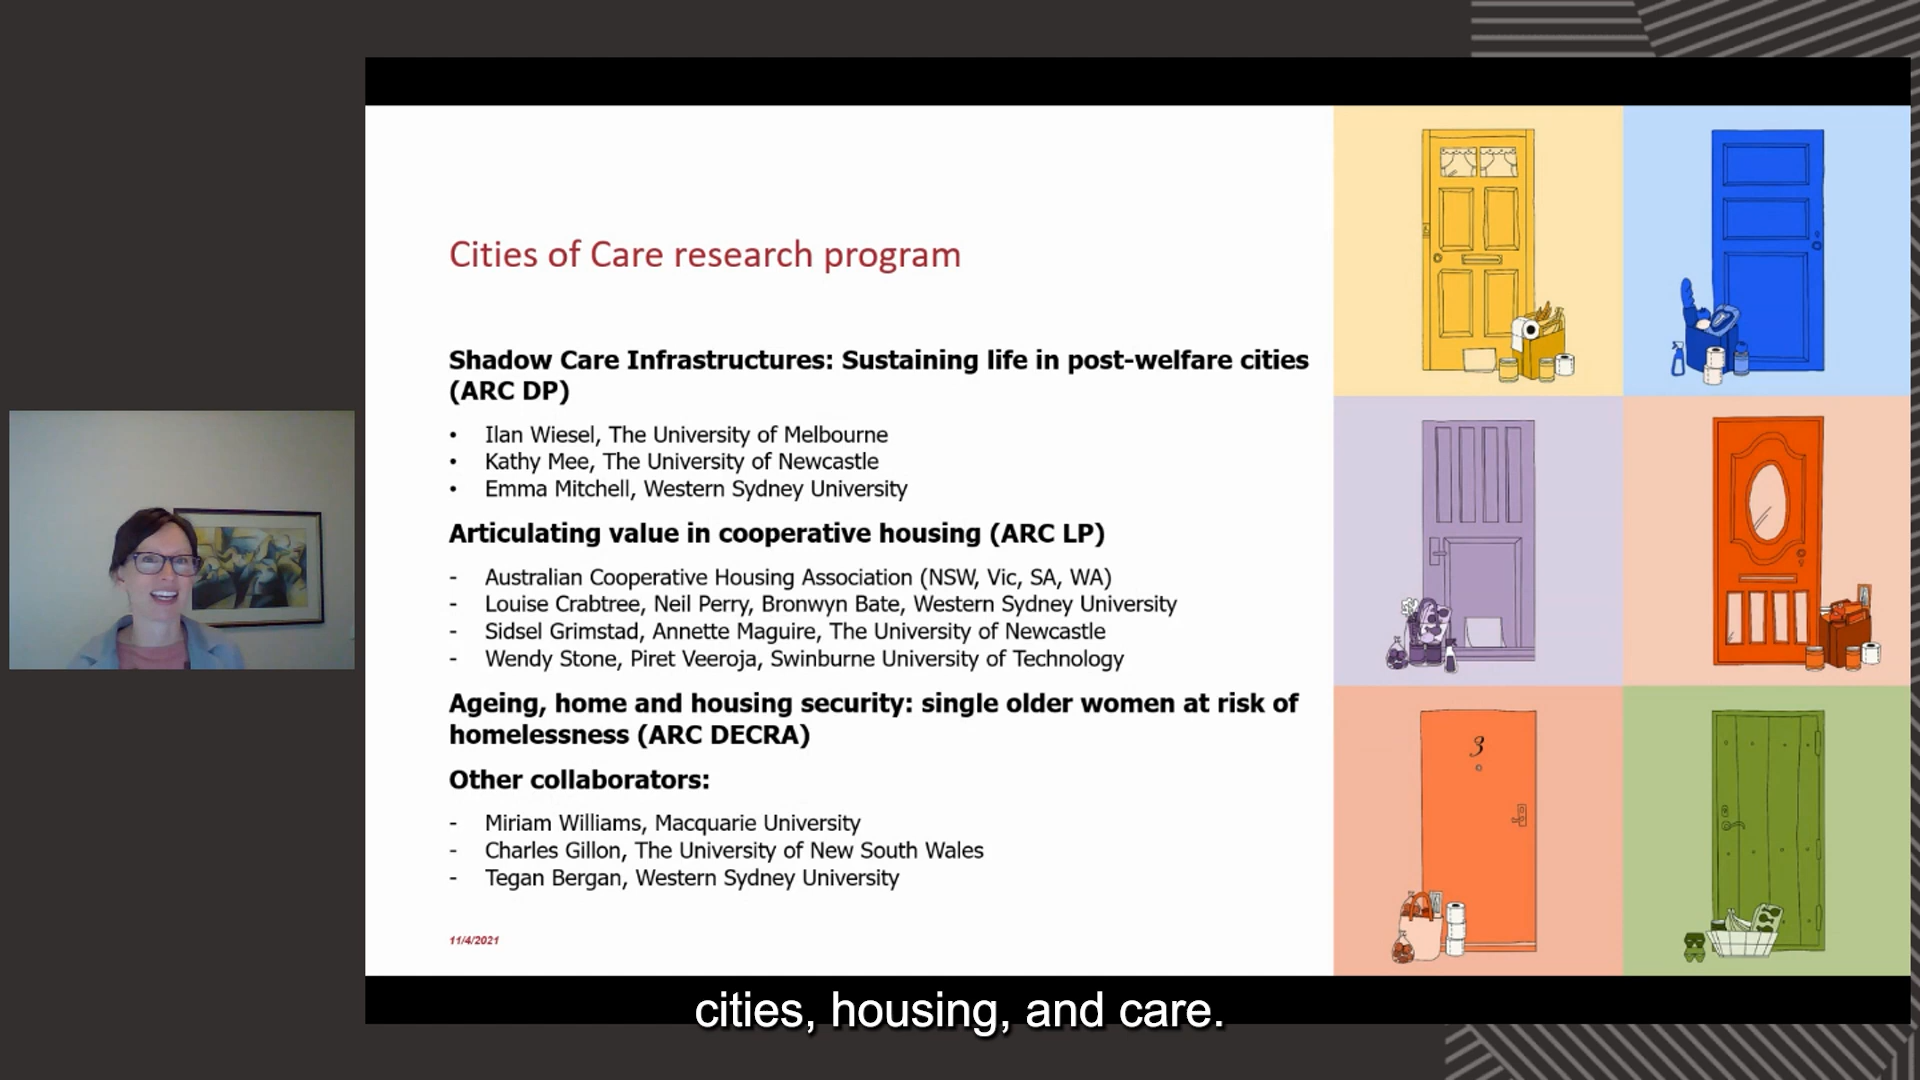 Cities of Care research program
Shadow Care Infrastructures: Sustaining life in post-welfare cities
(ARC DP)
• Ilan Wiesel, The University of Melbourne
• Kathy Mee, The University of Newcastle
• Emma Mitchell, Western Sydney University
Articulating value in cooperative housing (ARC LP)
- Australian Cooperative Housing Association (NSW, Vic, SA, WA)
- Louise Crabtree, Neil Perry, Bronwyn Bate, Western Sydney University
- Sidsel Grimstad, Annette Maguire, The University of Newcastle
- Wendy Stone, Piret Veeroja, Swinburne University of Technology
Ageing, home and housing security: single older women at risk of
homelessness (ARC DECRA)
Other collaborators:
- Miriam Williams, Macquarie University
- Charles Gillon, The University of New South Wales
- Tegan Bergan, Western Sydney University
11/4/2021
3
cities, housing, and care.